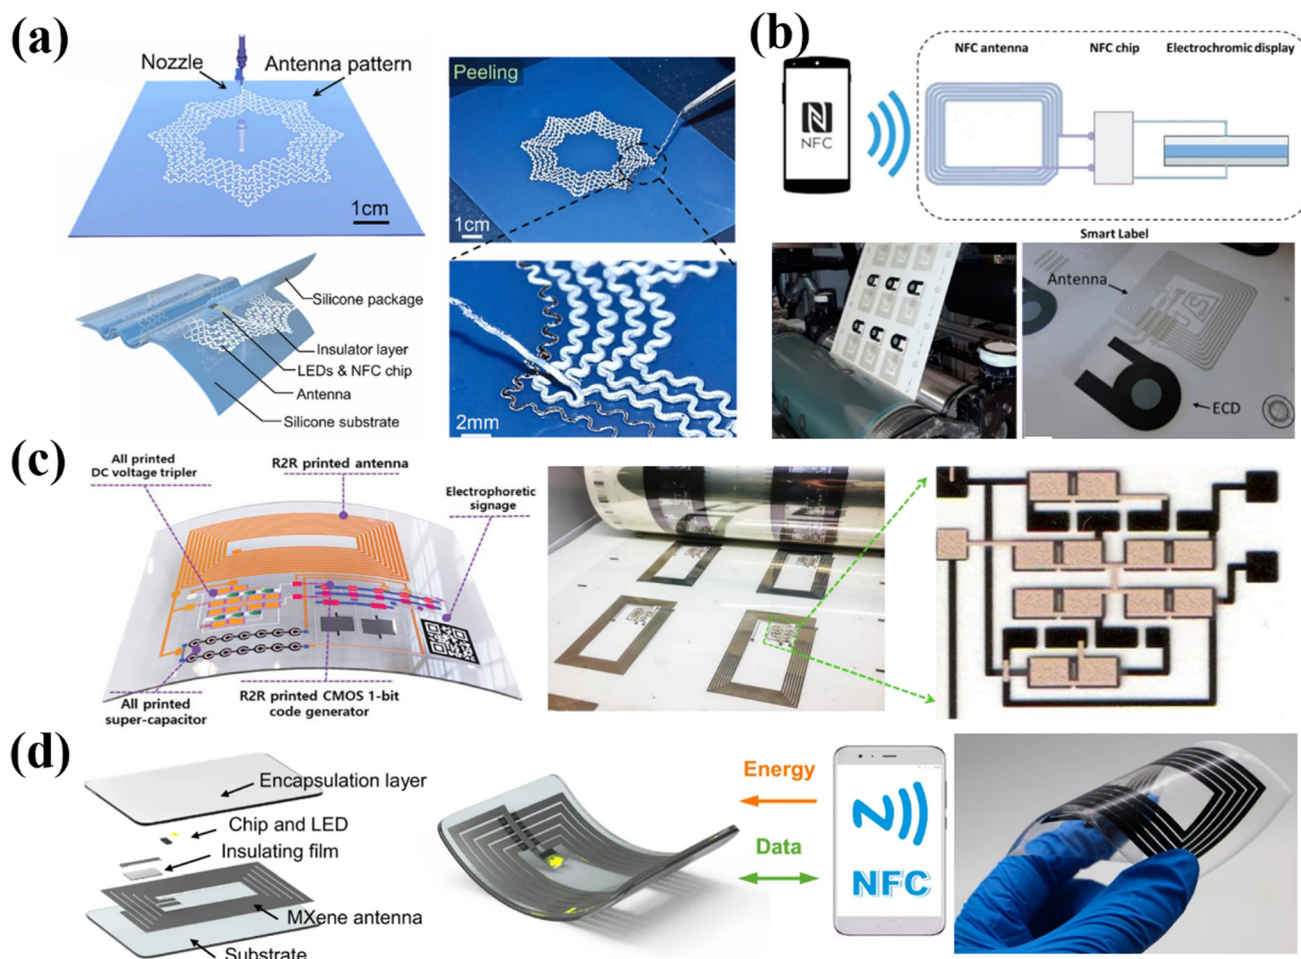 (a)
Nozzle
Antenna pattern
1cm
Peeling
1cm
2mm
Silicone package
Insulator layer
LEDs & NFC chip
Antenna
Silicone substrate
(b)
NFC
NFC antenna
NFC chip
Electrochromic display
Smart Label
Antenna
ECD
(c)
All printed
DC voltage tripler
R2R printed antenna
Electrophoretic
signage
All printed
super-capacitor
R2R printed CMOS 1-bit
code generator
(d)
Encapsulation layer
Chip and LED
Insulating film
MXene antenna
Substrate
Energy
Data
NFC